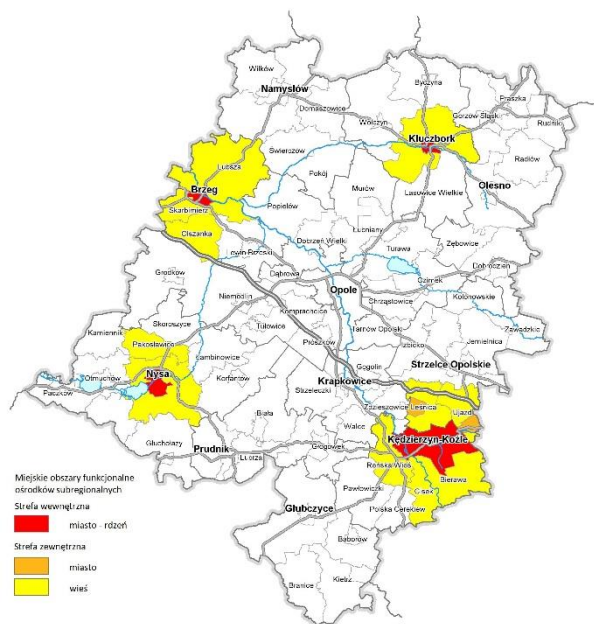 Wilków
Byczyna
Namysłów
Praszka
Domaszowice
Gorzów Śląski
Wołczyn
Rudniki
Kluczbork
Świerczów
Lubsza
Radłów
Pokój
Lasowice Wielkie
Brzeg
Murów
Olesno
Skarbimierz
Popielów
Zębowice
Łubniany
Olszanka
Dobrzeń Wielki
Turawa
Lewin Brzeski
Dobrodzień
Grodków
Dąbrowa
Ozimek
Opole
Niemodlin
Chrząstowice
Kolonowskie
Komprachcice
Skoroszyce
Zawadzkie
Kamiennik
Tułowice
Tarnów Opolski
Jemielnica
Pakosławice
Prószków
Izbicko
Łambinowice
Gogolin
Strzelce Opolskie
Nysa
Otmuchów
Korfantów
Krapkowice
Paczków
Strzeleczki
Zdzieszowice
Leśnica
Ujazd
Biała
Walce
Kędzierzyn-Koźle
Głuchołazy
Prudnik
Głogówek
Lubrza
Reńska Wieś
Bierawa
Pawłowiczki
Cisek
Głubczyce
Polska Cerekiew
Baborów
Branice
Kietrz
Miejskie obszary funkcjonalne
ośrodków subregionalnych
Strefa wewnętrzna
miasto - rdzeń
Strefa zewnętrzna
miasto
wieś